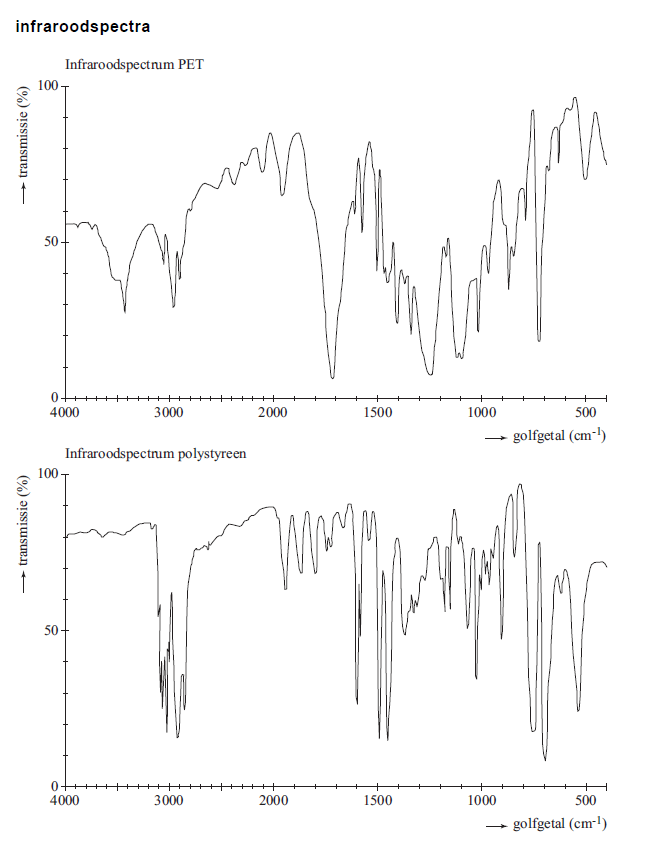 infraroodspectra
Infraroodspectrum PET
transmissie (%)
100
50
0
4000 3000 2000 1500 1000 500
golfgetal (cm-1)
Infraroodspectrum polystyreen
transmissie (%)
100
50
0
4000 3000 2000 1500 1000 500
golfgetal (cm-1)